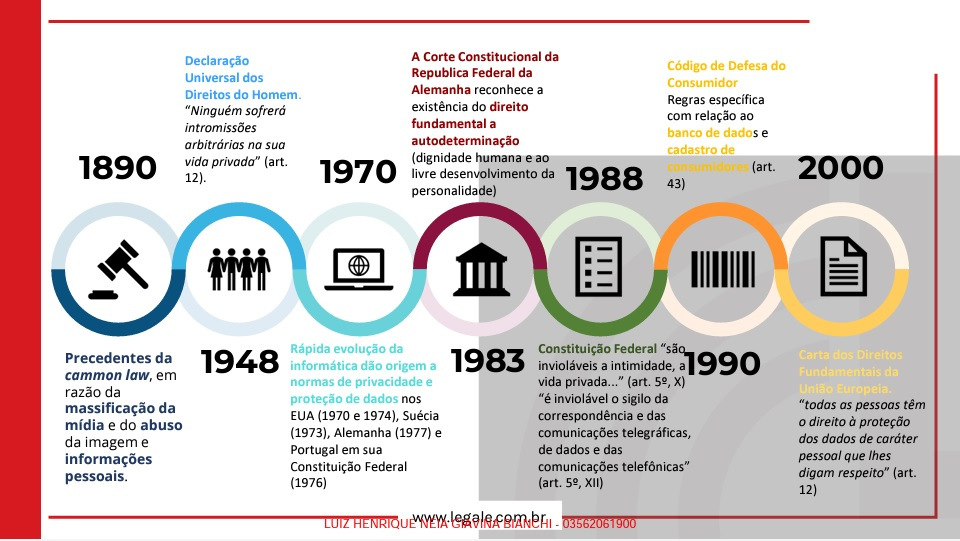 1890
Precedentes da
cammon law, em
razão da
massificação da
mídia e do abuso
da imagem e
informações
pessoais.
Declaração
Universal dos
Direitos do Homem.
“Ninguém sofrerá
intromissões
arbitrárias na sua
vida privada” (art.
12).
1948
1970
Rápida evolução da
informática dão origem a
normas de privacidade e
proteção de dados nos
EUA (1970 e 1974), Suécia
(1973), Alemanha (1977) e
Portugal em sua
Constituição Federal
(1976)
A Corte Constitucional da
Republica Federal da
Alemanha reconhece a
existência do direito
fundamental a
autodeterminação
(dignidade humana e ao
livre desenvolvimento da
personalidade)
1983
1988
Constituição Federal “são
invioláveis a intimidade, a
vida privada...” (art. 5º, X)
“é inviolável o sigilo da
correspondência e das
comunicações telegráficas,
de dados e das
comunicações telefônicas”
(art. 5º, XII)
Código de Defesa do
Consumidor
Regras específica
com relação ao
banco de dados e
cadastro de
consumidores (art.
43)
1990
2000
Carta dos Direitos
Fundamentais da
União Europeia.
“todas as pessoas têm
o direito à proteção
dos dados de caráter
pessoal que lhes
digam respeito” (art.
12)
www.legale.com.br
LUIZ HENRIQUE NEIA GIAVINA BIANCHI - 03562061900